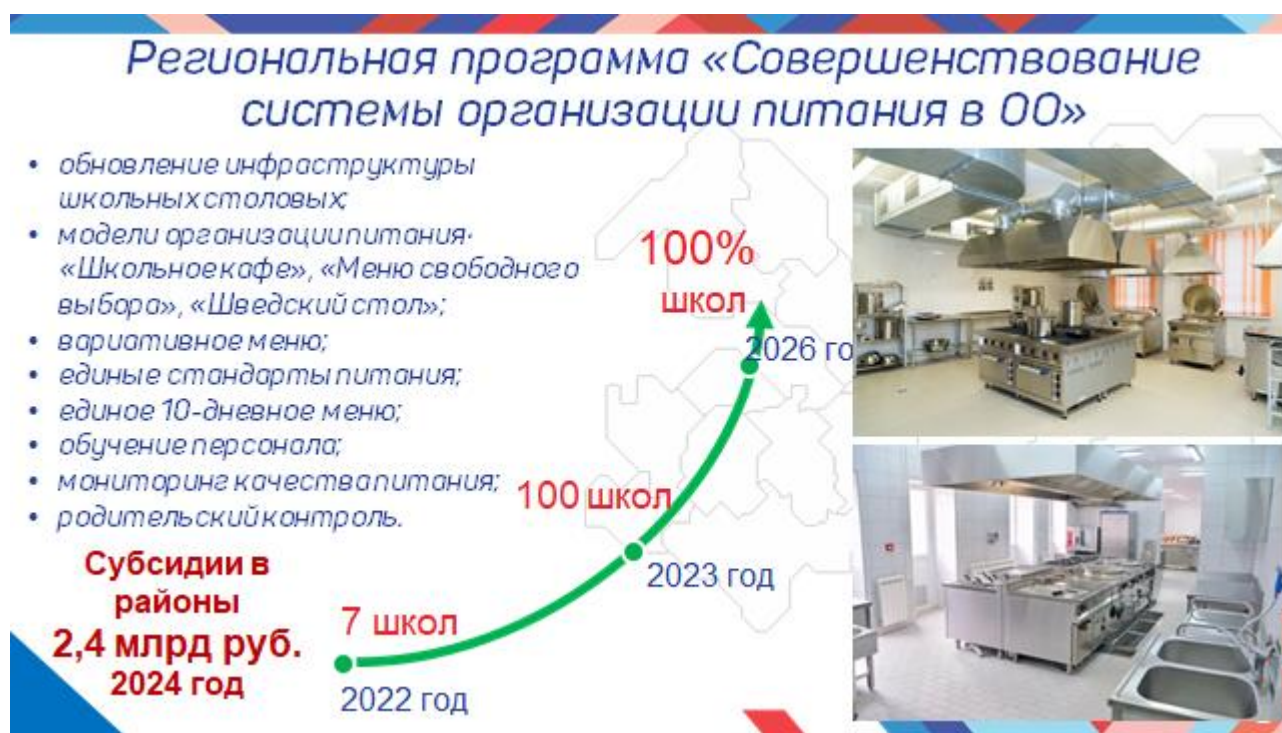 Региональная программа «Совершенствование
системы организации питания в ОО»
• обновление инфраструктуры
школьных столовых;
• модели организации питания·
«Школьное кафе», «Меню свободного
выбора», «Шведский стол»;
• вариативное меню;
• единые стандарты питания;
• единое 10-дневное меню;
• обучение персонала;
• мониторинг качества питания;
• родительский контроль.
Субсидии в
районы
2,4 млрд руб.
2024 год
7 школ
2022 год
100 школ
2023 год
100%
школ
2026 го